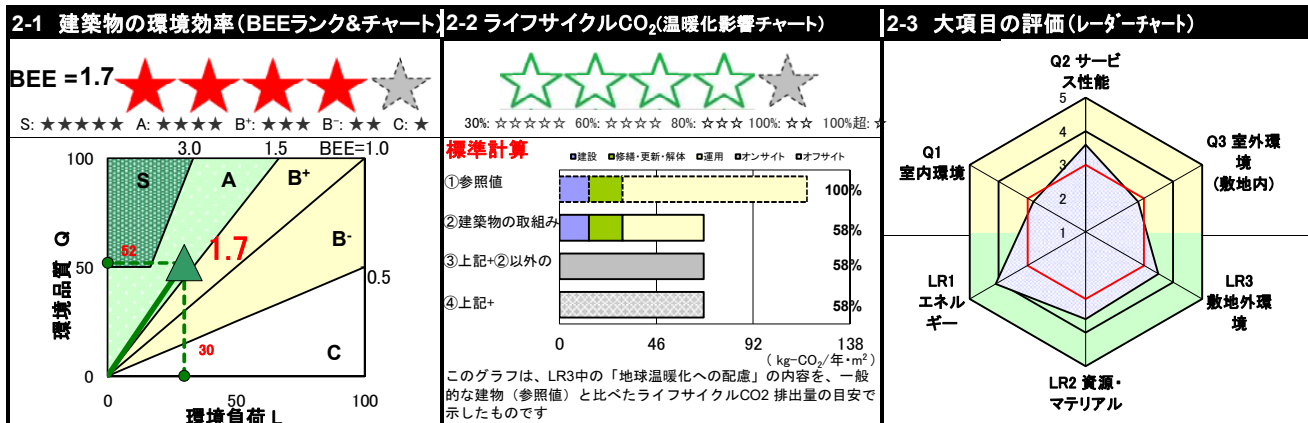 2-1 建築物の環境効率(BEEランク&チャート)
BEE = 1.7
S: ★★★★★ A: ★★★★ B⁺: ★★★ B⁻: ★★ C: ★
3.0 1.5 BEE=1.0
100
S A B⁺
B⁻
52 1.7
50
0.5
環境品質 Q
30
C
0
0 50 100
環境負荷 L
2-2 ライフサイクルCO₂(温暖化影響チャート)
30%: ☆☆☆☆☆ 60%: ☆☆☆☆ 80%: ☆☆☆ 100%: ☆☆ 100%超: ☆
標準計算
■建設 ■修繕・更新・解体 □運用 ■オンサイト ■オフサイト
①参照値 100%
②建築物の取組み 58%
③上記+②以外の 58%
④上記+ 58%
0 46 92 138
( kg-CO₂/年・m² )
このグラフは、LR3中の「地球温暖化への配慮」の内容を、一般
的な建物(参照値)と比べたライフサイクルCO2 排出量の目安で
示したものです
2-3 大項目の評価(レーダーチャート)
Q2 サービ
ス性能
5
4
3
2
1
Q1
室内環境
Q3 室外環
境
(敷地内)
LR1
エネル
ギー
LR3
敷地外環
境
LR2 資源・
マテリアル